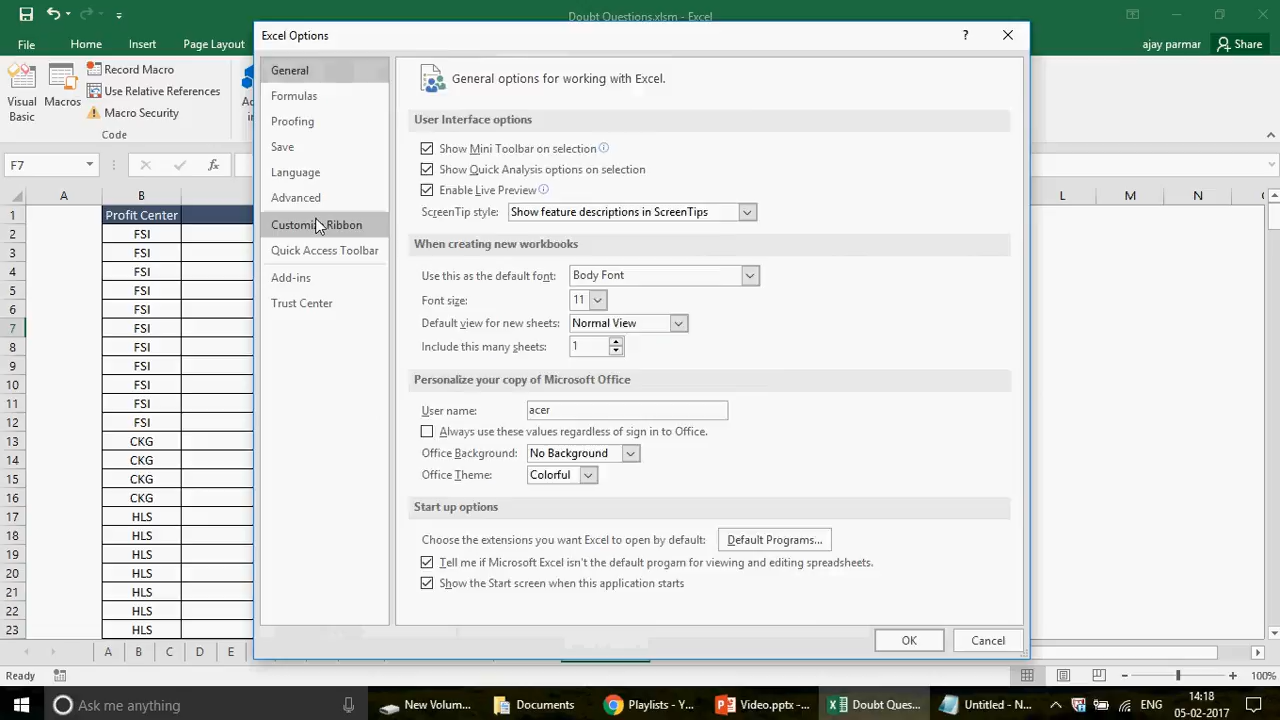 Doubt Questions.xlsm - Excel
File Home Insert Page Layout
ajay parmar Share
Excel Options
Visual Basic
Macros
Record Macro
Use Relative References
Macro Security
Code
F7
A B L M N
1 Profit Center
2 FSI
3 FSI
4 FSI
5 FSI
6 FSI
7 FSI
8 FSI
9 FSI
10 FSI
11 FSI
12 FSI
13 CKG
14 CKG
15 CKG
16 CKG
17 HLS
18 HLS
19 HLS
20 HLS
21 HLS
22 HLS
23 HLS
General
Formulas
Proofing
Save
Language
Advanced
Customize Ribbon
Quick Access Toolbar
Add-ins
Trust Center
General options for working with Excel.
User Interface options
Show Mini Toolbar on selection
Show Quick Analysis options on selection
Enable Live Preview
ScreenTip style: Show feature descriptions in ScreenTips
When creating new workbooks
Use this as the default font: Body Font
Font size: 11
Default view for new sheets: Normal View
Include this many sheets: 1
Personalize your copy of Microsoft Office
User name: acer
Always use these values regardless of sign in to Office.
Office Background: No Background
Office Theme: Colorful
Start up options
Choose the extensions you want Excel to open by default: Default Programs...
Tell me if Microsoft Excel isn't the default progam for viewing and editing spreadsheets.
Show the Start screen when this application starts
OK Cancel
A B C D E
Ready 100%
Ask me anything New Volum... Documents Playlists - Y... Video.pptx -... Doubt Ques... Untitled - N... ENG 14:18
05-02-2017